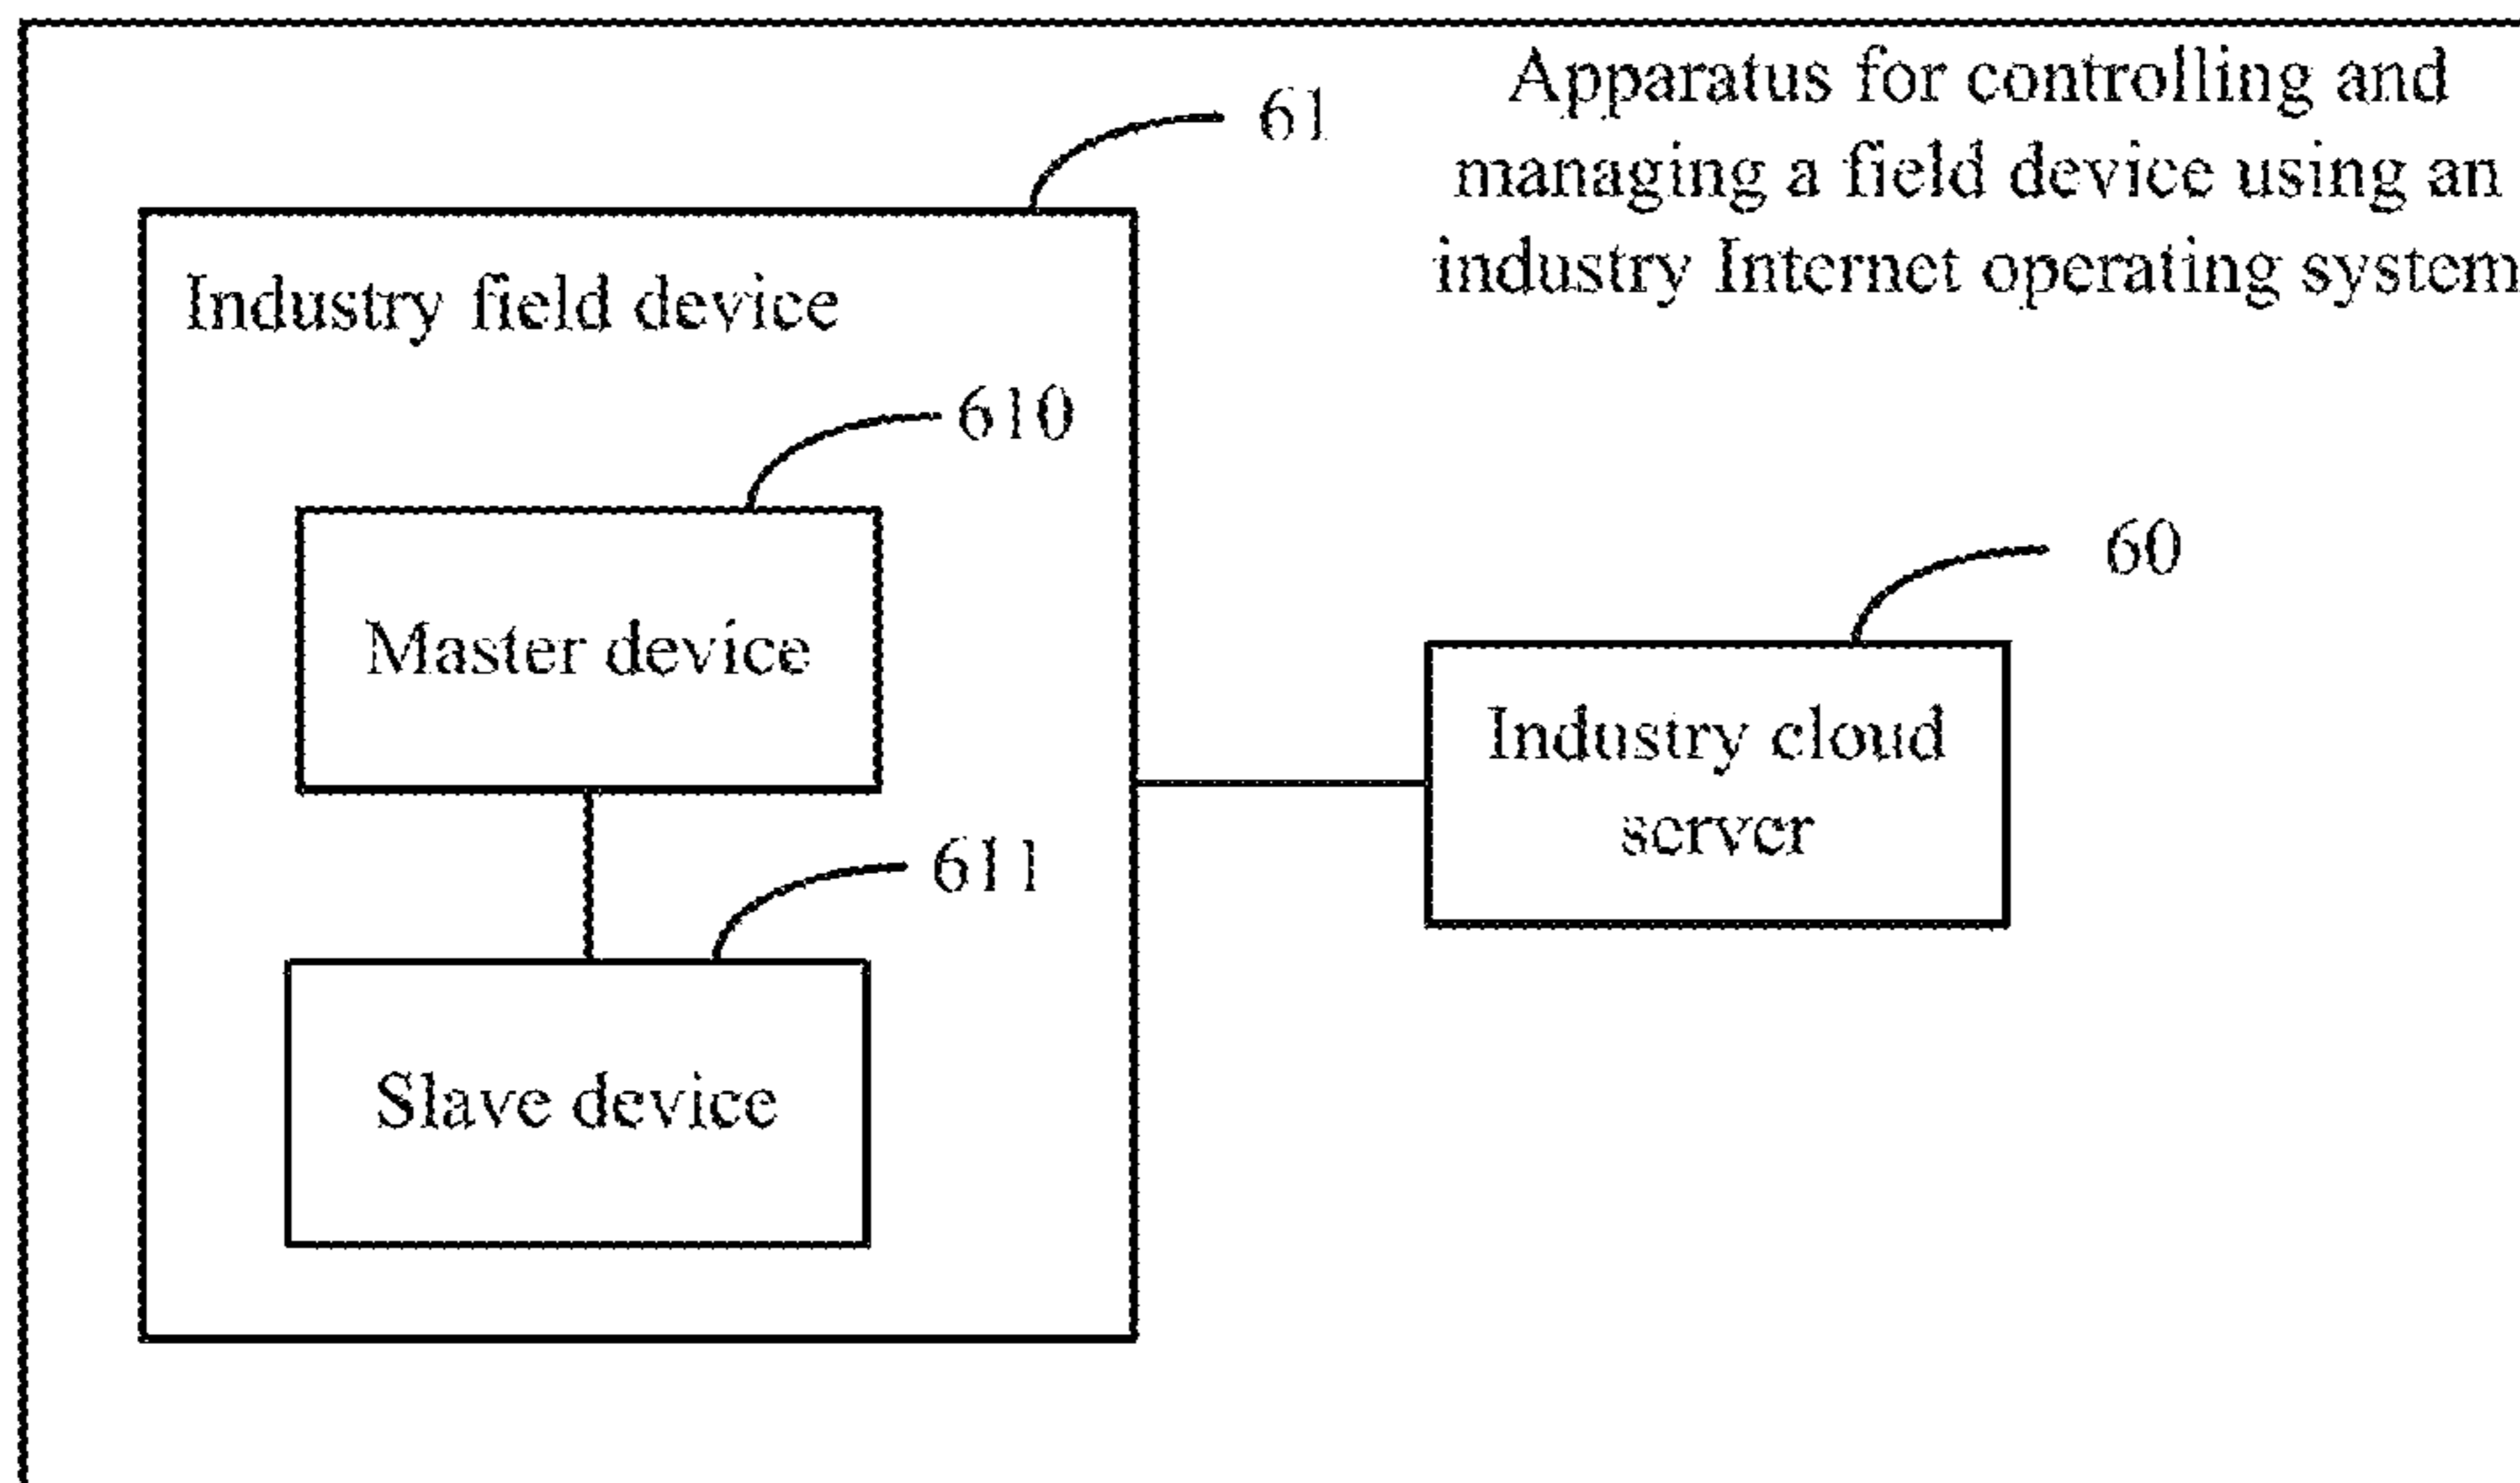 Apparatus for controlling and
managing a field device using an
industry Internet operating system
61
Industry field device
610
Master device
611
Slave device
60
Industry cloud
server